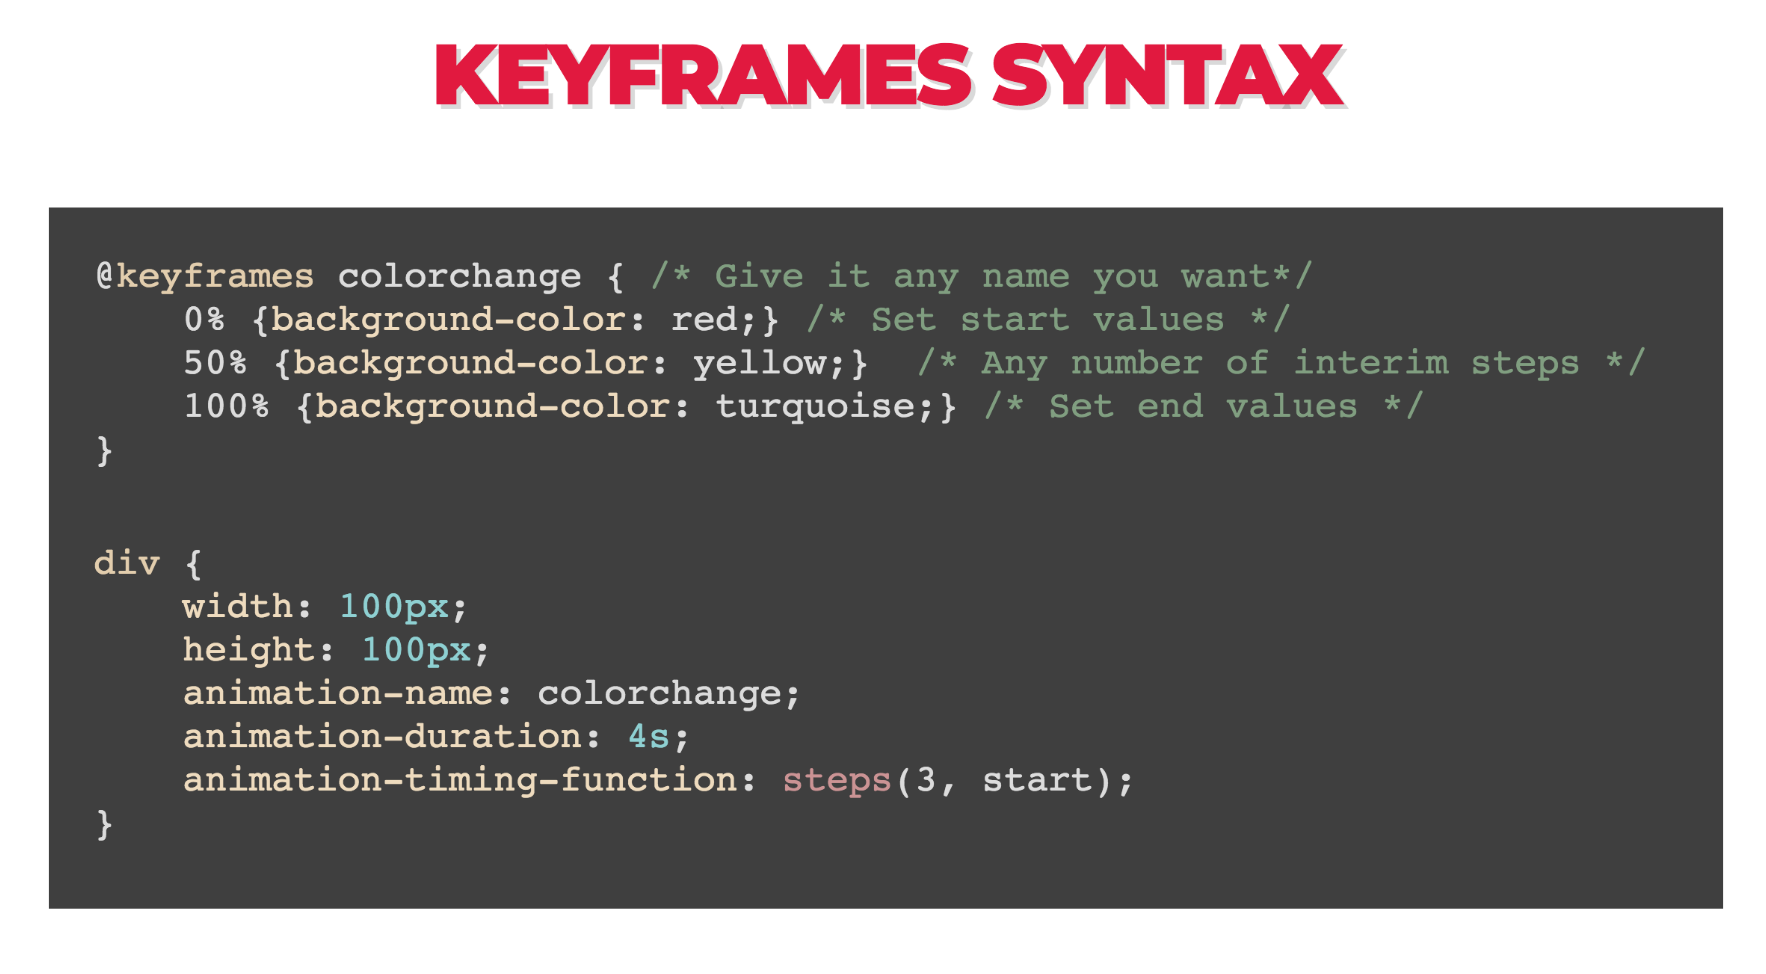 KEYFRAMES SYNTAX
@keyframes colorchange { /* Give it any name you want*/
    0% {background-color: red;} /* Set start values */
    50% {background-color: yellow;}  /* Any number of interim steps */
    100% {background-color: turquoise;} /* Set end values */
}
div {
    width: 100px;
    height: 100px;
    animation-name: colorchange;
    animation-duration: 4s;
    animation-timing-function: steps(3, start);
}